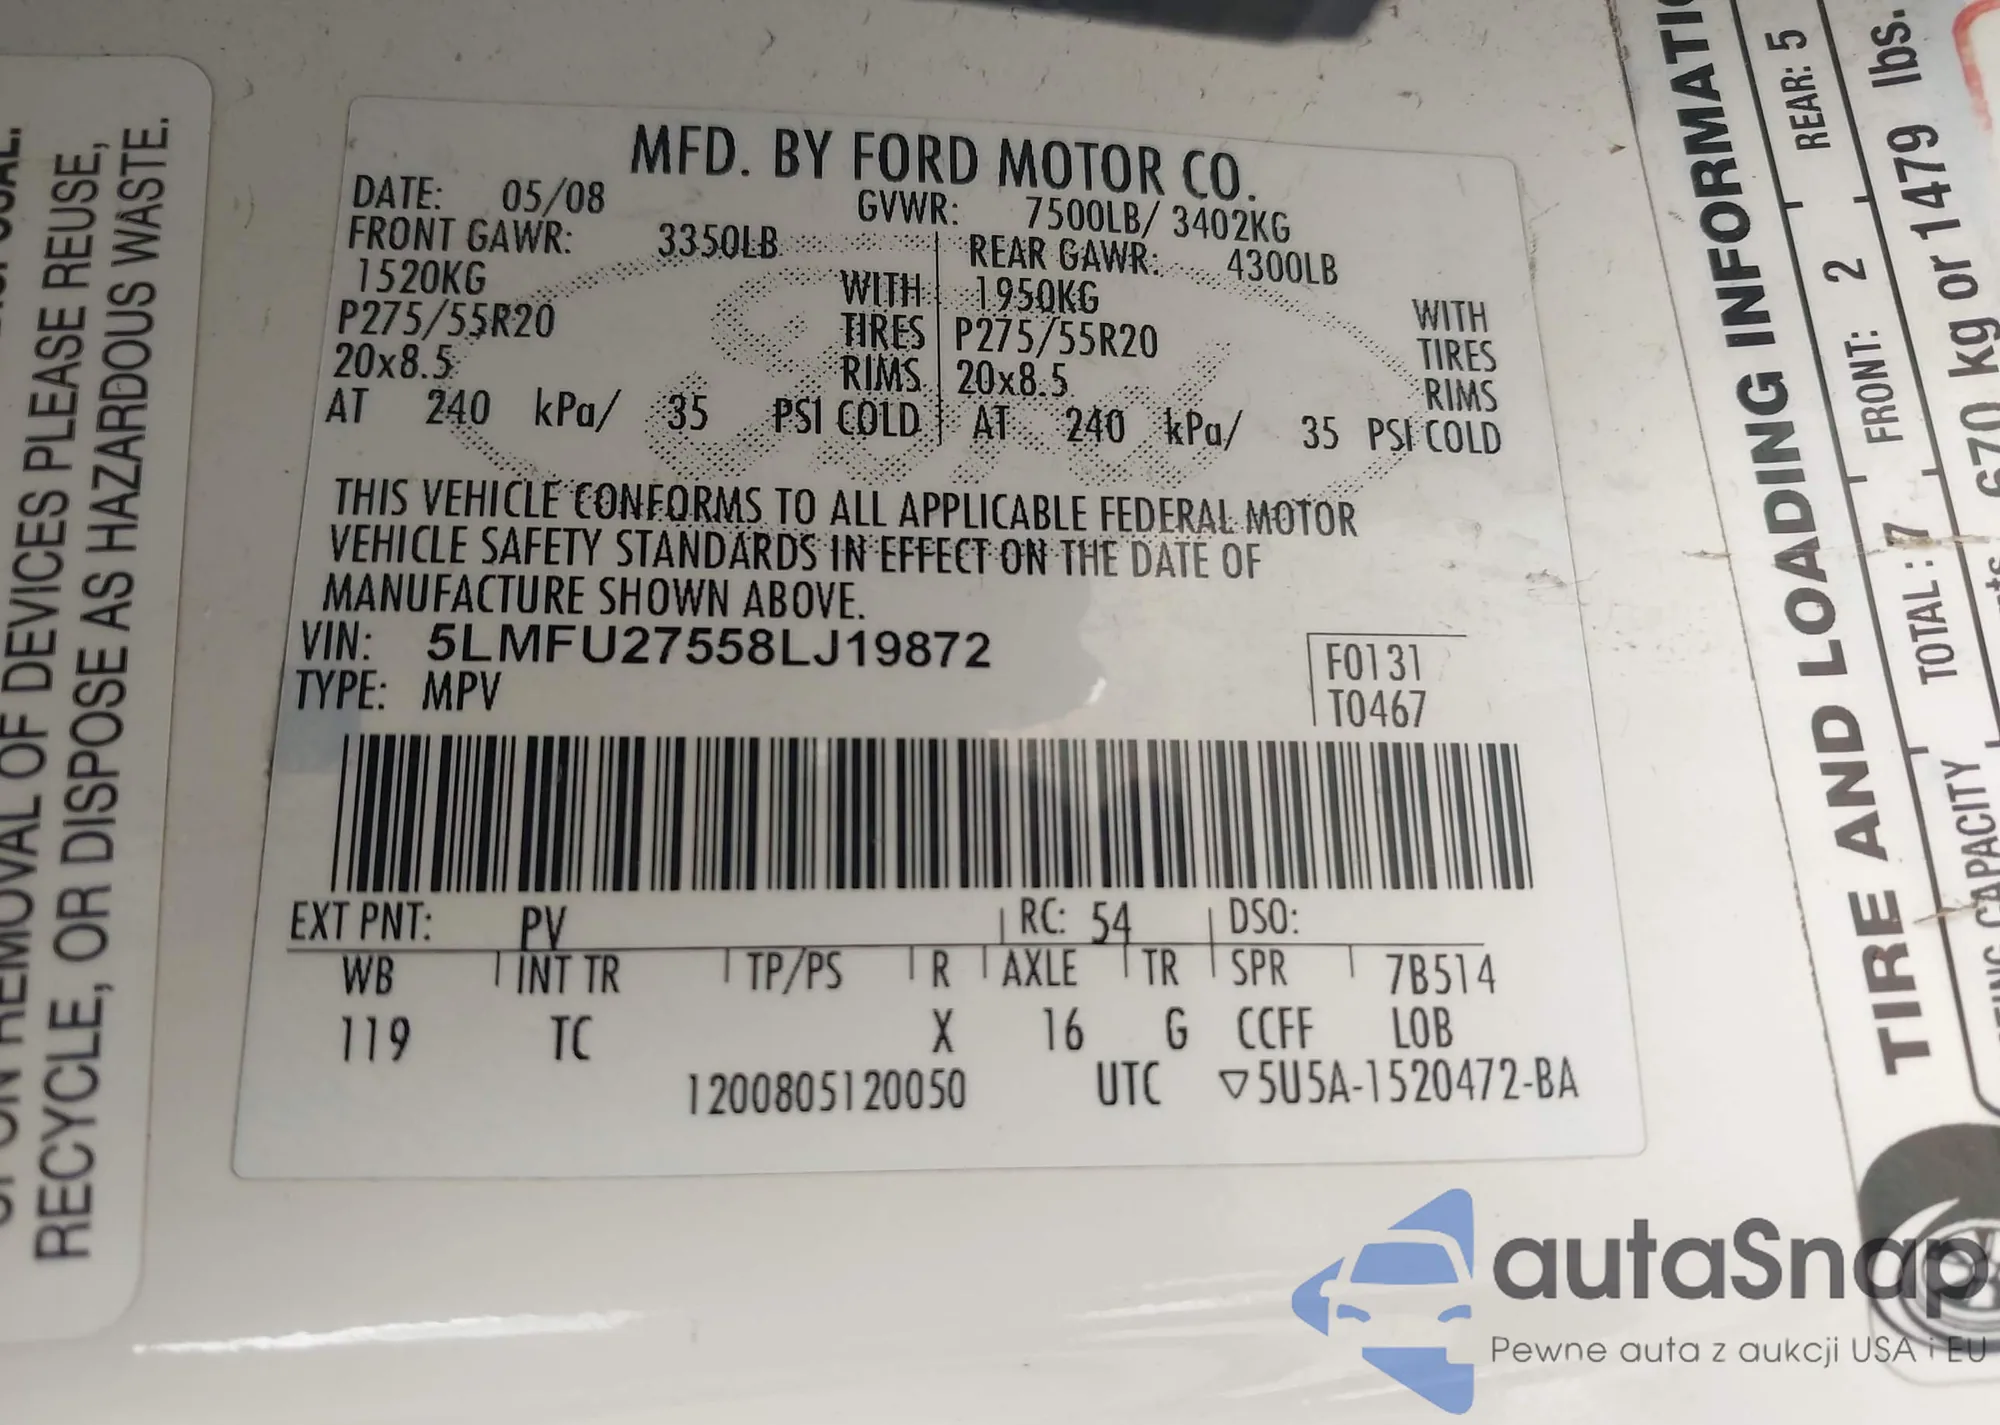 UPON REMOVAL OF DEVICES PLEASE REUSE,
RECYCLE, OR DISPOSE AS HAZARDOUS WASTE.
MFD. BY FORD MOTOR CO.
DATE: 05/08 GVWR: 7500LB/ 3402KG
FRONT GAWR: 3350LB REAR GAWR: 4300LB
1520KG WITH 1950KG WITH
P275/55R20 TIRES P275/55R20 TIRES
20x8.5 RIMS 20x8.5 RIMS
AT 240 kPa/ 35 PSI COLD AT 240 kPa/ 35 PSI COLD
THIS VEHICLE CONFORMS TO ALL APPLICABLE FEDERAL MOTOR
VEHICLE SAFETY STANDARDS IN EFFECT ON THE DATE OF
MANUFACTURE SHOWN ABOVE.
VIN: 5LMFU27558LJ19872
TYPE: MPV
F0131
T0467
EXT PNT: PV RC: 54 DSO:
WB INT TR TP/PS R AXLE TR SPR 7B514
119 TC X 16 G CCFF LOB
1200805120050 UTC ▽5U5A-1520472-BA
Ford
TIRE AND LOADING INFORMATI
CAPACITY TOTAL: 7 FRONT: 2 REAR: 5
670 kg or 1479 lbs.
autaSnap
Pewne auta z aukcji USA i EU